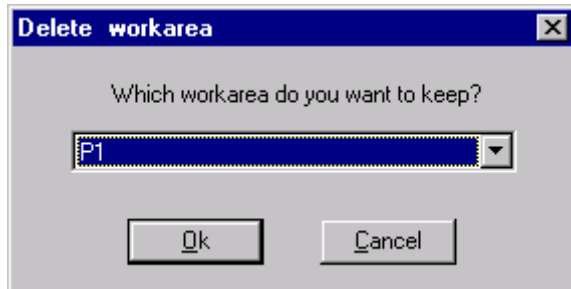 Delete workarea
Which workarea do you want to keep?
P1
Ok
Cancel